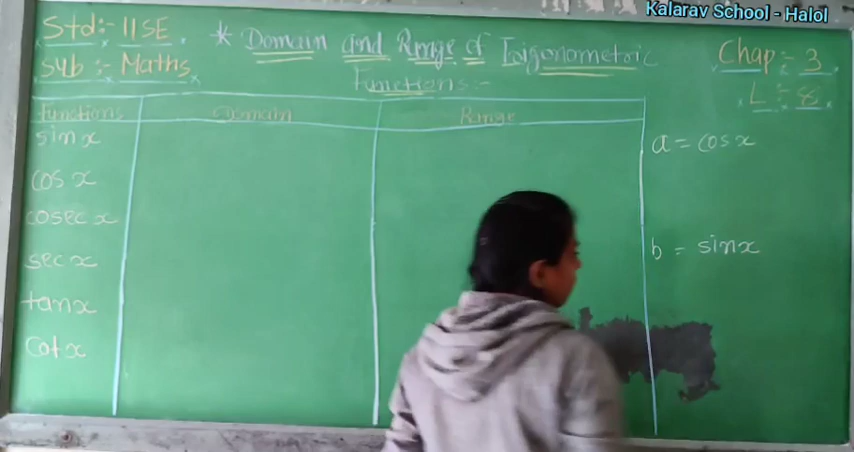 Kalarav School - Halol
Std:- 11SE
Sub:- Maths
* Domain and Range of Trigonometric
Functions:-
Chap:- 3
L:- 8
Functions Domain Range
sin x
cos x
cosec x
sec x
tan x
cot x
a = cos x
b = sin x